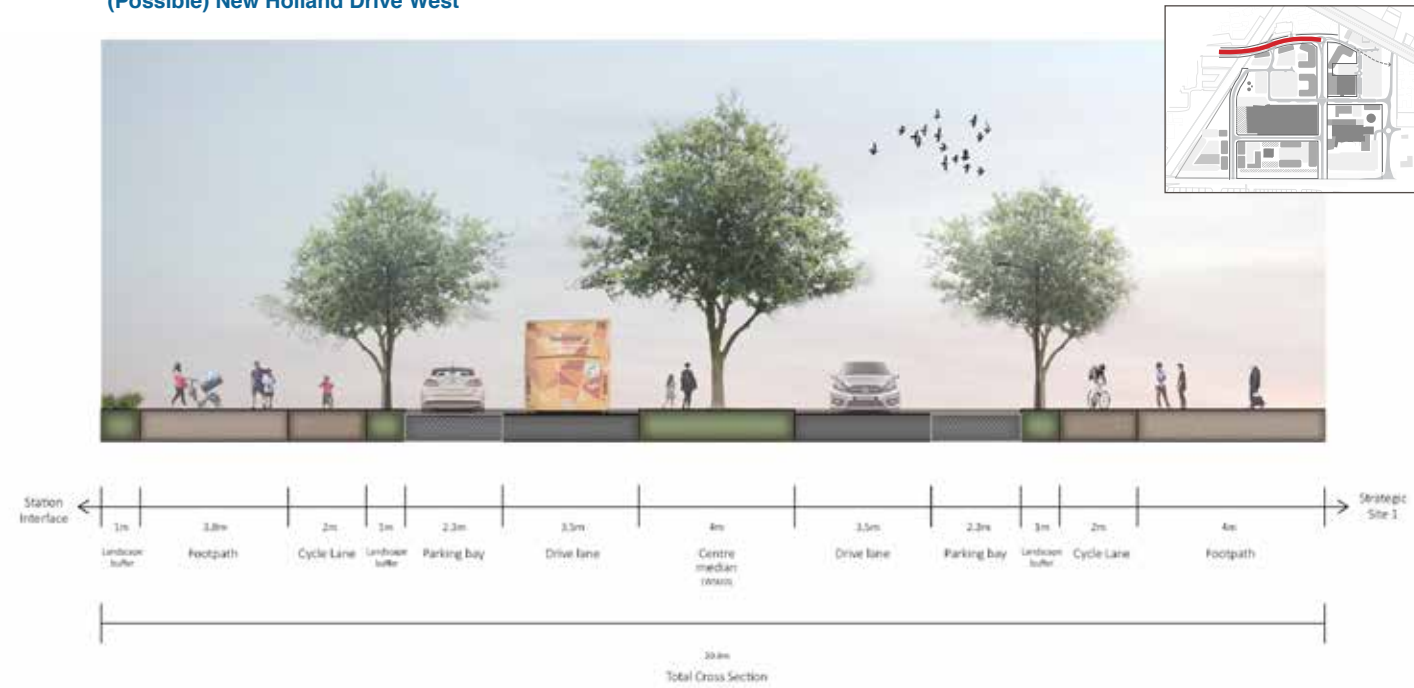 (Possible) New Holland Drive West
Station
Interface
1m
Landscape
buffer
3.8m
Footpath
2m
Cycle Lane
1m
Landscape
buffer
2.3m
Parking bay
3.5m
Drive lane
4m
Centre
median
3.5m
Drive lane
2.3m
Parking bay
1m
Landscape
buffer
2m
Cycle Lane
4m
Footpath
Strategic
Site 1
Total Cross Section